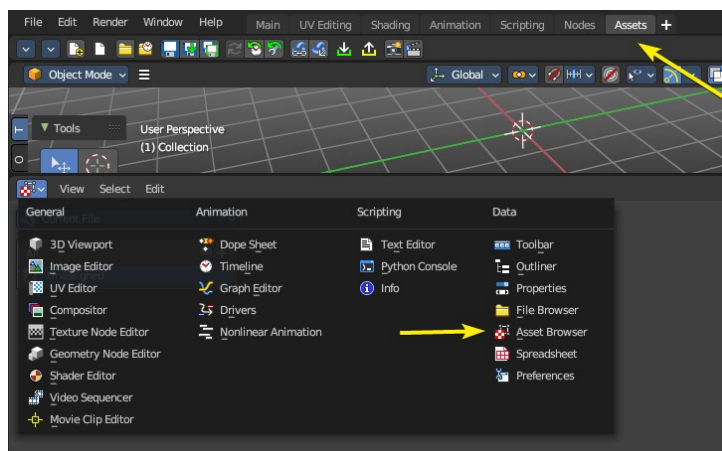 File Edit Render Window Help Main UV Editing Shading Animation Scripting Nodes Assets +
Object Mode Global
Tools
User Perspective
(1) Collection
View Select Edit
General Animation Scripting Data
3D Viewport Dope Sheet Text Editor Toolbar
Image Editor Timeline Python Console Outliner
UV Editor Graph Editor Info Properties
Compositor Drivers File Browser
Texture Node Editor Nonlinear Animation Asset Browser
Geometry Node Editor Spreadsheet
Shader Editor Preferences
Video Sequencer
Movie Clip Editor